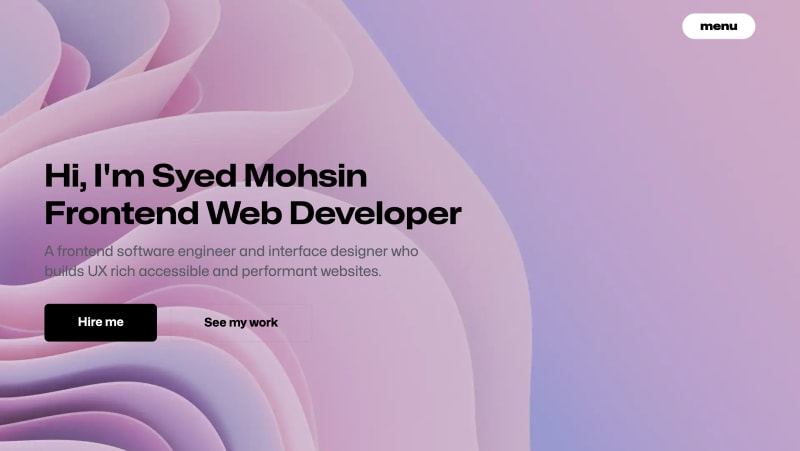 menu
Hi, I'm Syed Mohsin
Frontend Web Developer
A frontend software engineer and interface designer who
builds UX rich accessible and performant websites.
Hire me
See my work